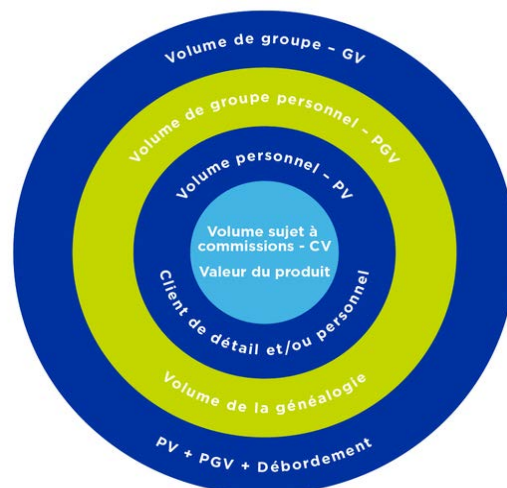 Volume de groupe – GV
Volume de groupe personnel – PGV
Volume personnel – PV
Volume sujet à
commissions - CV
Valeur du produit
Client de détail et/ou personnel
Volume de la généalogie
PV + PGV + Débordement